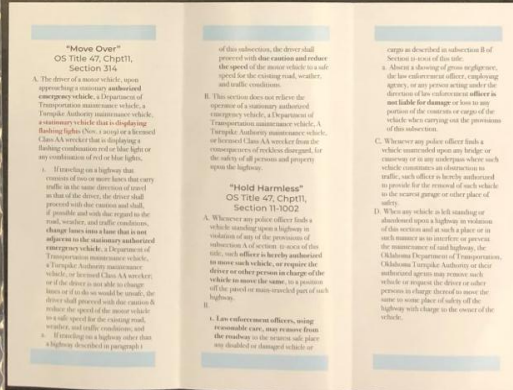 "Move Over"
OS Title 47, Chpt11,
Section 314
A. The driver of a motor vehicle, upon
approaching a stationary authorized
emergency vehicle, a Department of
Transportation maintenance vehicle, a
Turnpike Authority maintenance vehicle,
a stationary vehicle that is displaying
flashing lights (Nov. 1 2019) or a licensed
Class AA wrecker that is displaying a
flashing combination red or blue light or
any combination of red or blue lights,
1. If traveling on a highway that
consists of two or more lanes that carry
traffic in the same direction of travel
as that of the driver, the driver shall
proceed with due caution and shall,
if possible and with due regard to the
road, weather, and traffic conditions,
change lanes into a lane that is not
adjacent to the stationary authorized
emergency vehicle, a Department of
Transportation maintenance vehicle,
a Turnpike Authority maintenance
vehicle, or licensed Class AA wrecker;
or if the driver is not able to change
lanes or if to do so would be unsafe, the
driver shall proceed with due caution &
reduce the speed of the motor vehicle
to a safe speed for the existing road,
weather, and traffic conditions, and
2. If traveling on a highway other than
a highway described in paragraph 1
of this subsection, the driver shall
proceed with due caution and reduce
the speed of the motor vehicle to a safe
speed for the existing road, weather,
and traffic conditions.
B. This section does not relieve the
operator of a stationary authorized
emergency vehicle, a Department of
Transportation maintenance vehicle, a
Turnpike Authority maintenance vehicle,
or licensed Class AA wrecker from the
consequences of reckless disregard, for
the safety of all persons and property
upon the highway.
"Hold Harmless"
OS Title 47, Chpt11,
Section 11-1002
A. Whenever any police officer finds a
vehicle standing upon a highway in
violation of any of the provisions of
subsection A of section 11-1001 of this
title, such officer is hereby authorized
to move such vehicle, or require the
driver or other person in charge of the
vehicle to move the same, to a position
off the paved or main-traveled part of such
highway.
B.
1. Law enforcement officers, using
reasonable care, may remove from
the roadway to the nearest safe place
any disabled or damaged vehicle or
cargo as described in subsection B of
Section 11-1001 of this title.
2. Absent a showing of gross negligence,
the law enforcement officer, employing
agency, or any person acting under the
direction of law enforcement officer is
not liable for damage or loss to any
portion of the contents or cargo of the
vehicle when carrying out the provisions
of this subsection.
C. Whenever any police officer finds a
vehicle unattended upon any bridge or
causeway or in any underpass where such
vehicle constitutes an obstruction to
traffic, such officer is hereby authorized
to provide for the removal of such vehicle
to the nearest garage or other place of
safety.
D. When any vehicle is left standing or
abandoned upon a highway in violation
of this section and at such a place or in
such manner as to interfere or prevent
the maintenance of said highway, the
Oklahoma Department of Transportation,
Oklahoma Turnpike Authority or their
authorized agents may remove such
vehicle or request the driver or other
persons in charge thereof to move the
same to some place of safety off the
highway with charge to the owner of the
vehicle.